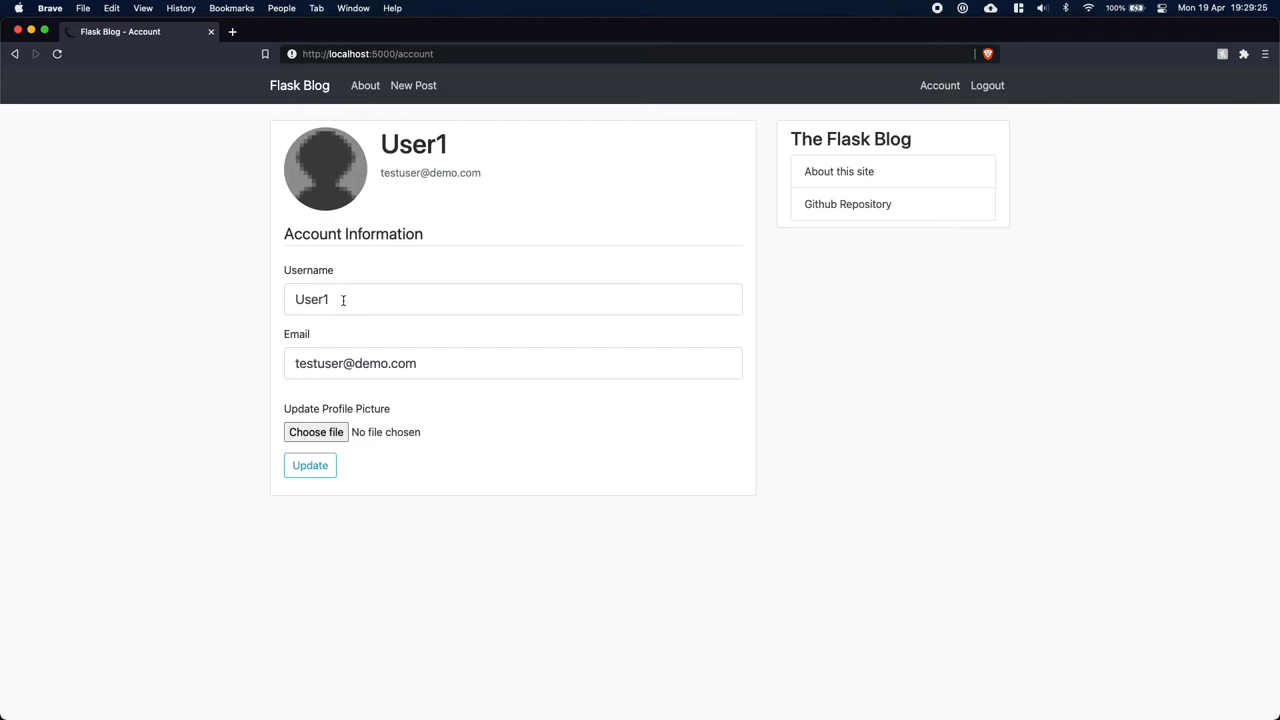 Brave File Edit View History Bookmarks People Tab Window Help 100% Mon 19 Apr 19:29:25
Flask Blog - Account
http://localhost:5000/account
Flask Blog About New Post Account Logout
User1
testuser@demo.com
Account Information
Username
User1
Email
testuser@demo.com
Update Profile Picture
Choose file No file chosen
Update
The Flask Blog
About this site
Github Repository